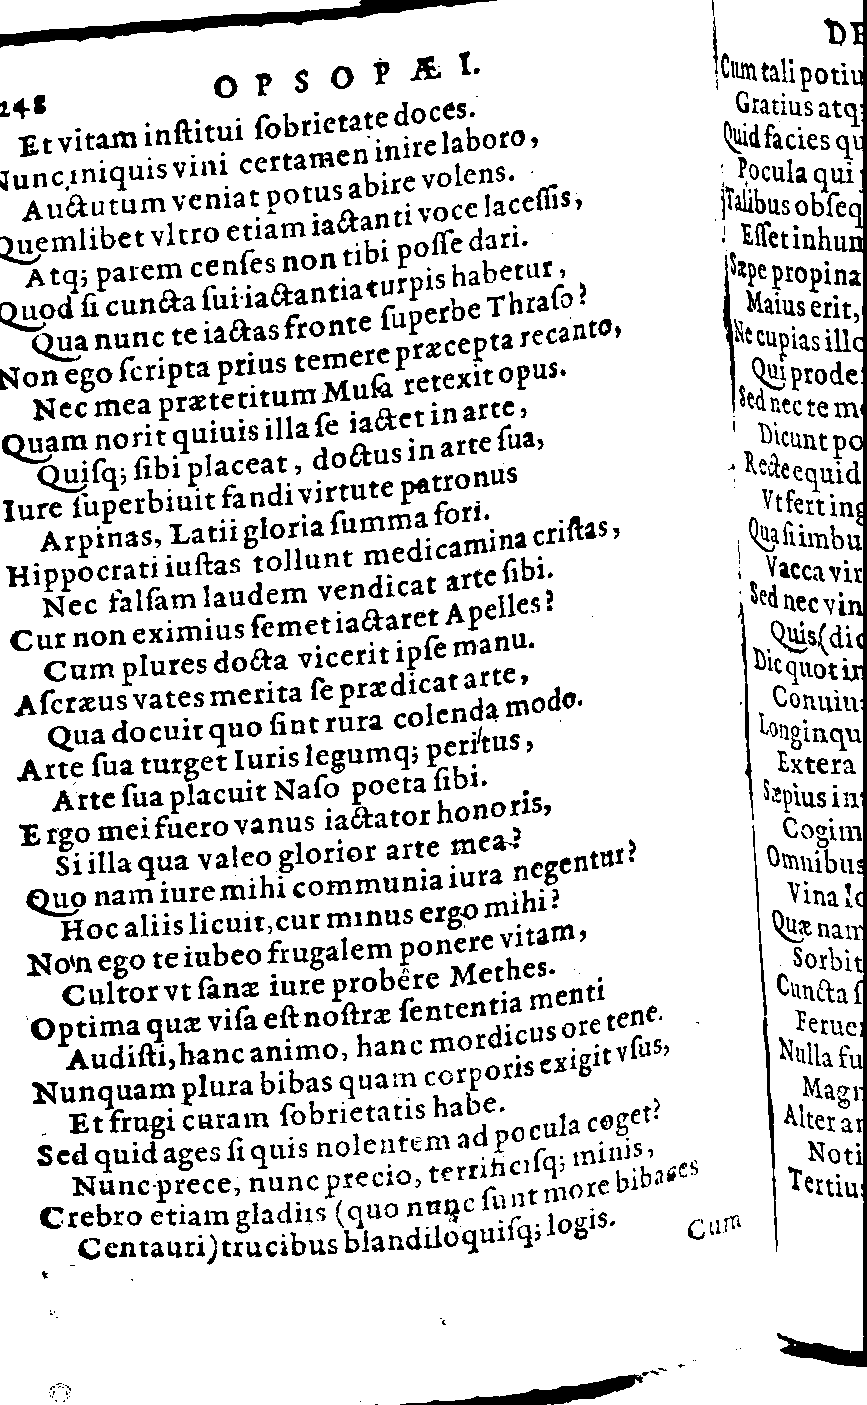 248 OPSOPÆI.
Et vitam inſtitui ſobrietate doces.
Nunc iniquis vini certamen inire laboro,
Au&utum veniat potus abire volens.
Quemlibet vltro etiam iactanti voce laceſſis,
Atq; parem cenſes non tibi poſſe dari.
Quod ſi cuncta ſui iactantia turpis habetur,
Qua nunc te iactas fronte ſuperbe Thraſo?
Non ego ſcripta prius temere præcepta recanto,
Nec mea præteritum Muſa retexit opus.
Quam norit quiuis illa ſe iactet in arte,
Quiſq; ſibi placeat, doctus in arte ſua,
Iure ſuperbiuit fandi virtute patronus
Arpinas, Latii gloria ſumma fori.
Hippocrati iuſtas tollunt medicamina criſtas,
Nec falſam laudem vendicat arte ſibi.
Cur non eximius ſemet iactaret Apelles?
Cum plures docta vicerit ipſe manu.
Aſcræus vates merita ſe prædicat arte,
Qua docuit quo ſint rura colenda modo.
Arte ſua turget Iuris legumq; peritus,
Arte ſua placuit Naſo poeta ſibi.
Ergo mei fuero vanus iactator honoris,
Si illa qua valeo glorior arte mea?
Quo nam iure mihi communia iura negentur?
Hoc aliis licuit, cur minus ergo mihi?
Non ego te iubeo frugalem ponere vitam,
Cultor vt ſanæ iure probêre Methes.
Optima quæ viſa eſt noſtræ ſententia menti
Audiſti, hanc animo, hanc mordicus ore tene.
Nunquam plura bibas quam corporis exigit vſus,
Et frugi curam ſobrietatis habe.
Sed quid ages ſi quis nolentem ad pocula coget?
Nunc prece, nunc precio, terrificiſq; minis,
Crebro etiam gladiis (quo nunc ſunt more bibaces
Centauri) trucibus blandiloquiſq; logis.
Cum
DE
Cum tali potiu
Gratius atq;
Quid facies qu
Pocula qui
Talibus obſeq
Eſſet inhum
Sæpe propina
Maius erit,
Ne cupias illo
Qui prode
Sed nec te m
Dicunt po
Recte equid
Vt fert ing
Qua ſi imbu
Vacca vir
Sed nec vin
Quis (dic
Dic quot in
Conuiu
Longinqu
Extera
Sæpius in
Cogim
Omnibus
Vina
Quæ nam
Sorbit
Cuncta ſ
Ferue
Nulla fu
Magn
Alter a
Noti
Tertius